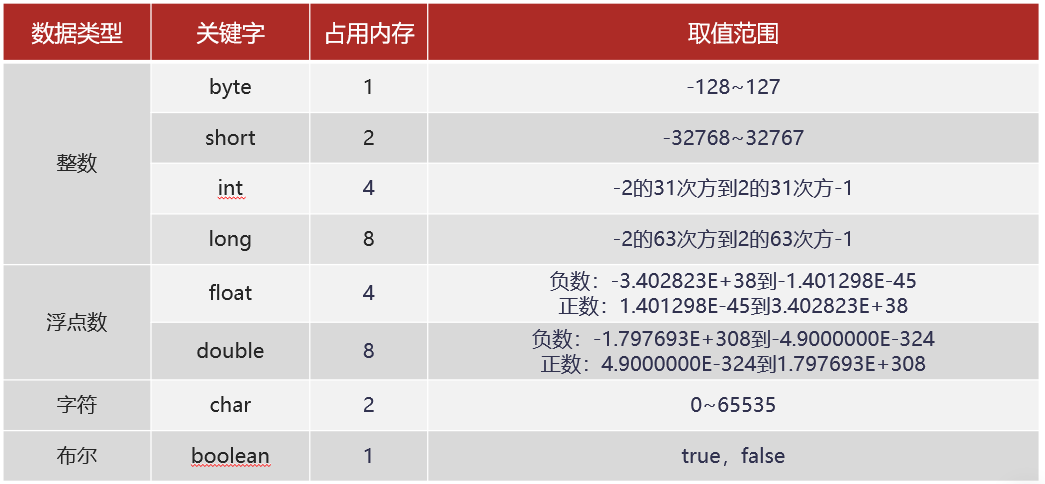 数据类型 关键字 占用内存 取值范围
整数 byte 1 -128~127
short 2 -32768~32767
int 4 -2的31次方到2的31次方-1
long 8 -2的63次方到2的63次方-1
浮点数 float 4 负数：-3.402823E+38到-1.401298E-45
正数：1.401298E-45到3.402823E+38
double 8 负数：-1.797693E+308到-4.9000000E-324
正数：4.9000000E-324到1.797693E+308
字符 char 2 0~65535
布尔 boolean 1 true，false